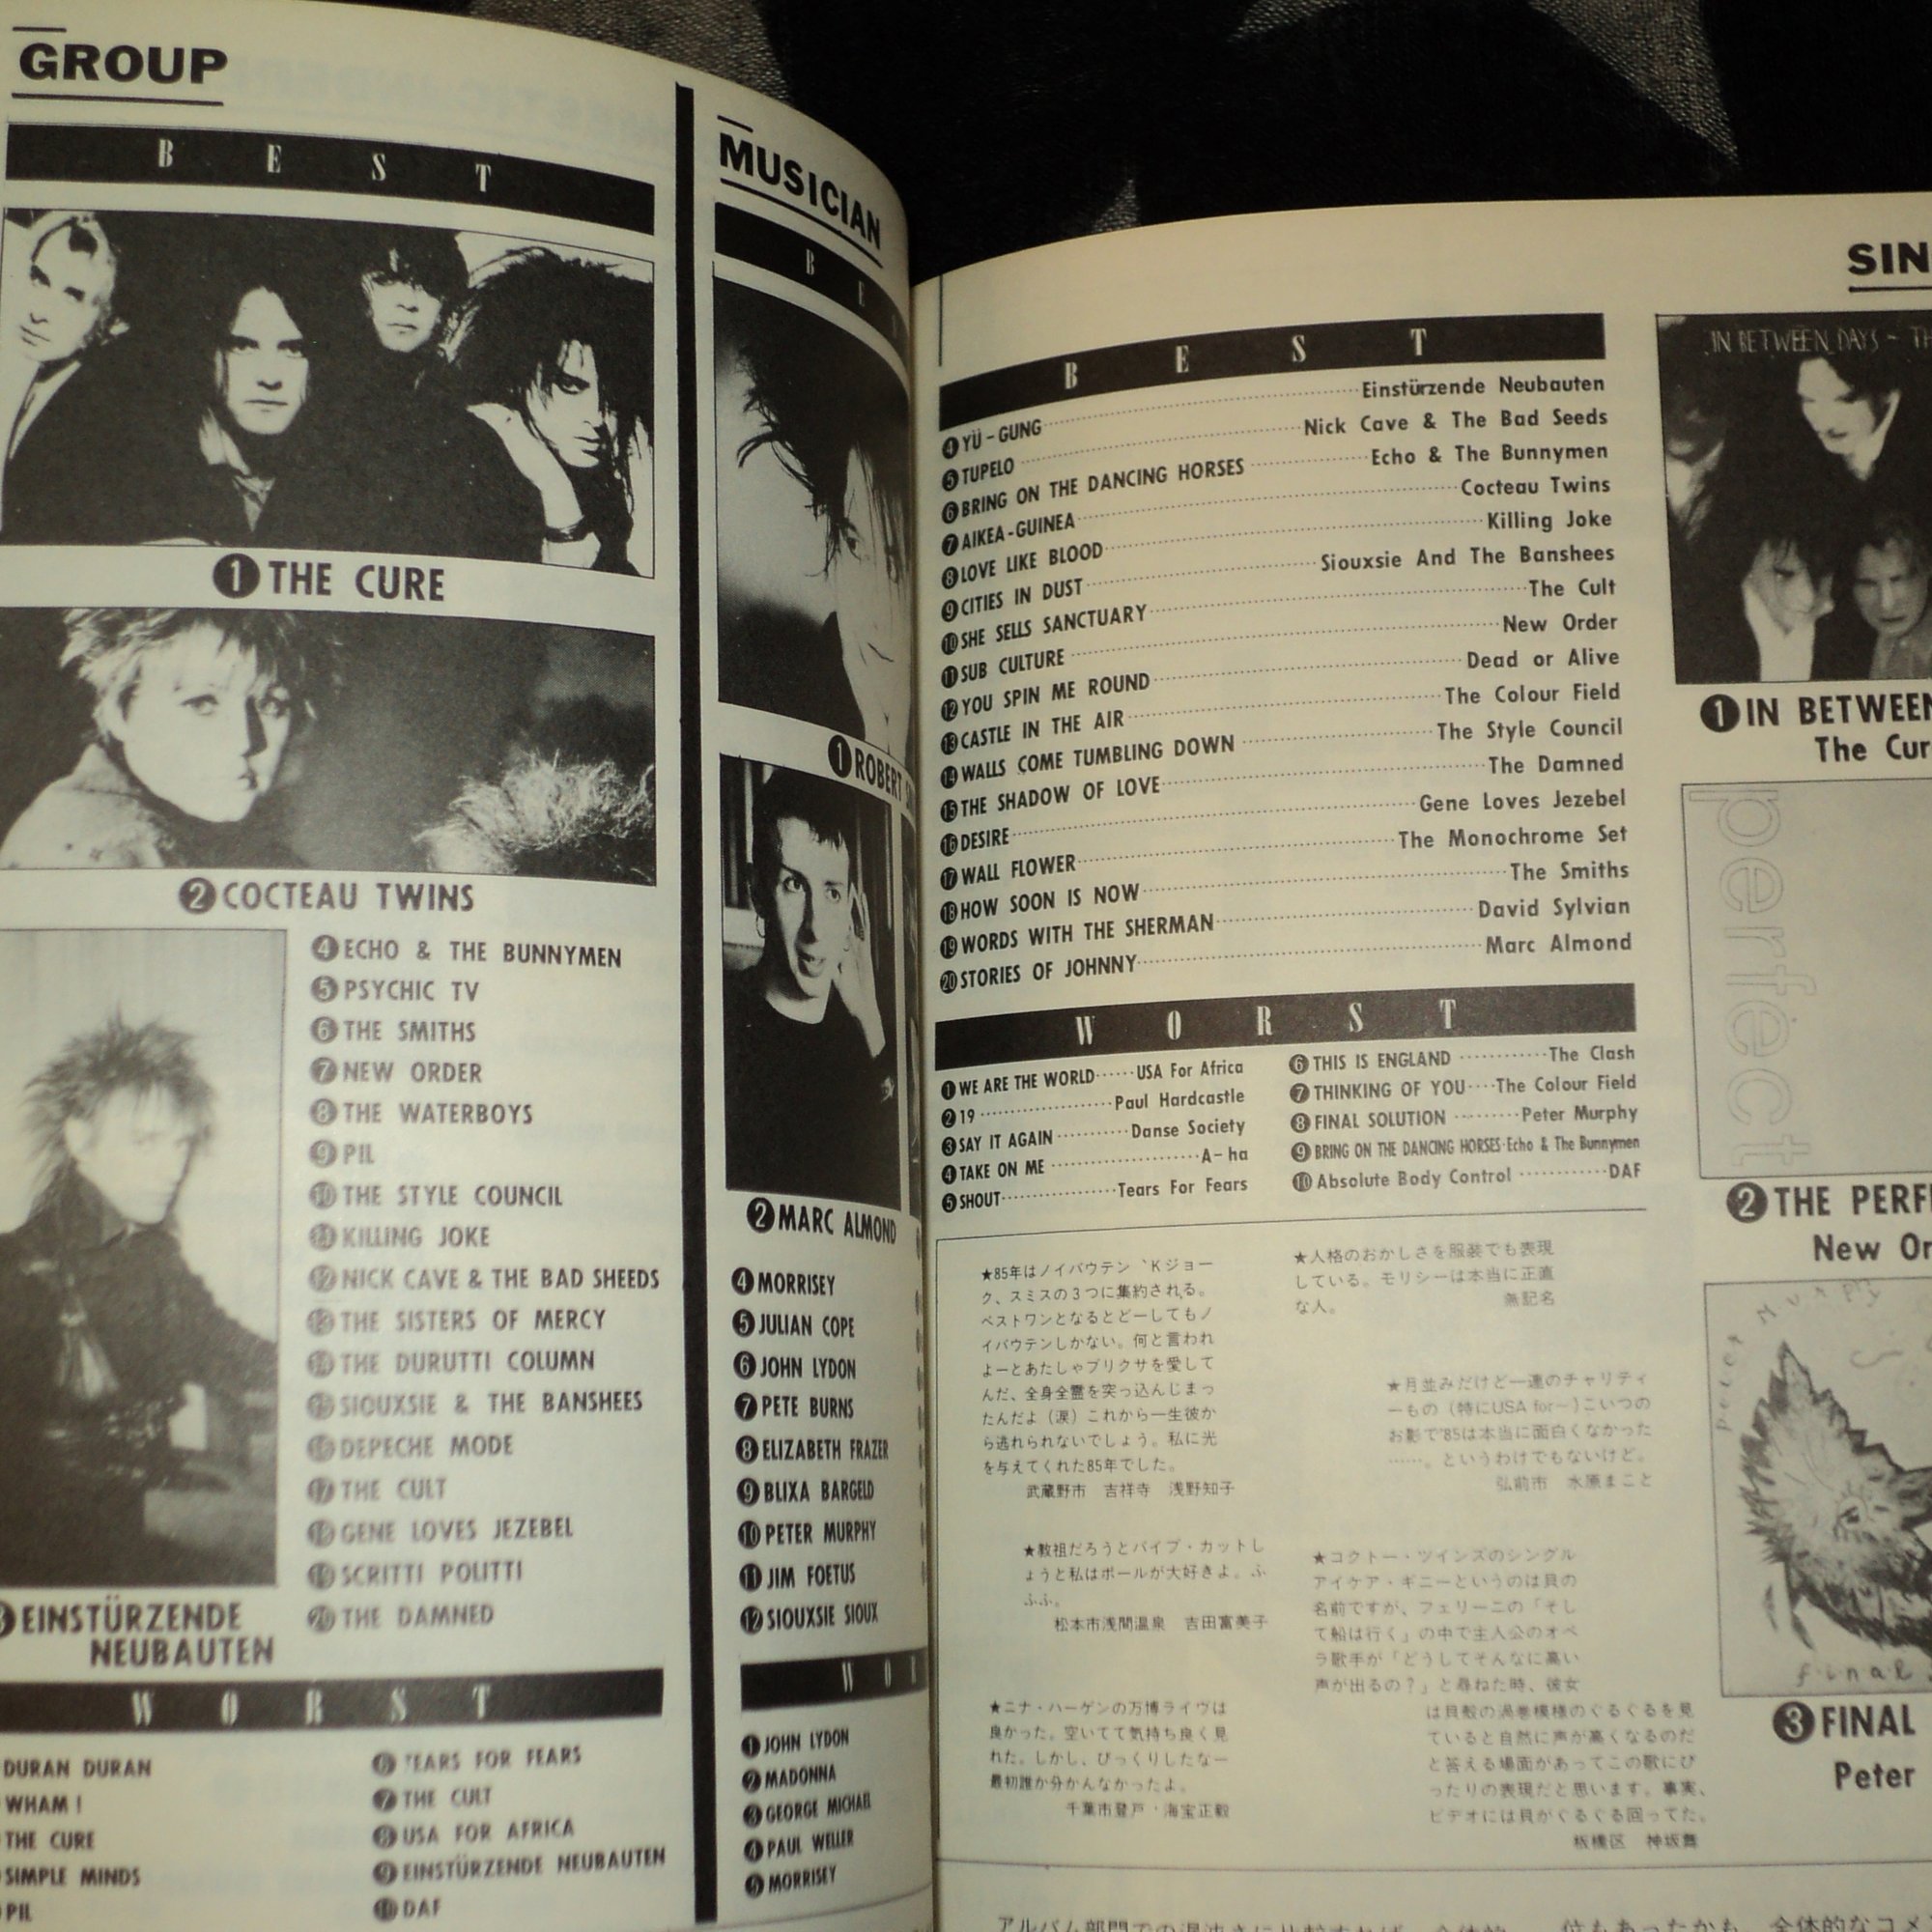 GROUP
BEST
❶THE CURE
❷COCTEAU TWINS
EINSTÜRZENDE
NEUBAUTEN
❹ECHO & THE BUNNYMEN
❺PSYCHIC TV
❻THE SMITHS
❼NEW ORDER
❽THE WATERBOYS
❾PIL
❿THE STYLE COUNCIL
⓫KILLING JOKE
⓬NICK CAVE & THE BAD SHEEDS
⓭THE SISTERS OF MERCY
⓮THE DURUTTI COLUMN
⓯SIOUXSIE & THE BANSHEES
⓰DEPECHE MODE
⓱THE CULT
⓲GENE LOVES JEZEBEL
⓳SCRITTI POLITTI
⓴THE DAMNED
WORST
DURAN DURAN
WHAM!
THE CURE
SIMPLE MINDS
PIL
❻TEARS FOR FEARS
❼THE CULT
❽USA FOR AFRICA
❾EINSTÜRZENDE NEUBAUTEN
❿DAF
MUSICIAN
BE
❶ROBERT
❷MARC ALMOND
❹MORRISEY
❺JULIAN COPE
❻JOHN LYDON
❼PETE BURNS
❽ELIZABETH FRAZER
❾BLIXA BARGELD
❿PETER MURPHY
⓫JIM FOETUS
⓬SIOUXSIE SIOUX
WOR
❶JOHN LYDON
❷MADONNA
❸GEORGE MICHAEL
❹PAUL WELLER
❺MORRISEY
BEST
❹YÜ-GUNG Einstürzende Neubauten
❺TUPELO Nick Cave & The Bad Seeds
❻BRING ON THE DANCING HORSES Echo & The Bunnymen
❼AIKEA-GUINEA Cocteau Twins
❽LOVE LIKE BLOOD Killing Joke
❾CITIES IN DUST Siouxsie And The Banshees
❿SHE SELLS SANCTUARY The Cult
⓫SUB CULTURE New Order
⓬YOU SPIN ME ROUND Dead or Alive
⓭CASTLE IN THE AIR The Colour Field
⓮WALLS COME TUMBLING DOWN The Style Council
⓯THE SHADOW OF LOVE The Damned
⓰DESIRE Gene Loves Jezebel
⓱WALL FLOWER The Monochrome Set
⓲HOW SOON IS NOW The Smiths
⓳WORDS WITH THE SHERMAN David Sylvian
⓴STORIES OF JOHNNY Marc Almond
WORST
❶WE ARE THE WORLD USA For Africa
❷19 Paul Hardcastle
❸SAY IT AGAIN Danse Society
❹TAKE ON ME A-ha
❺SHOUT Tears For Fears
❻THIS IS ENGLAND The Clash
❼THINKING OF YOU The Colour Field
❽FINAL SOLUTION Peter Murphy
❾BRING ON THE DANCING HORSES Echo & The Bunnymen
❿Absolute Body Control DAF
★85年はノイバウテン、Kジョー
ク、スミスの3つに集約される。
ベストワンとなるとどーしてもノ
イバウテンしかない。何と言われ
よーとあたしゃブリクサを愛して
んだ、全身全霊を突っ込んじまっ
たんだよ（涙）これから一生彼か
ら逃れられないでしょう。私に光
を与えてくれた85年でした。
武蔵野市 吉祥寺 浅野知子
★教祖だろうとパイプ・カットし
ょうと私はポールが大好きよ。ふ
ふふ。
松本市浅間温泉 吉田富美子
★ニナ・ハーゲンの万博ライヴは
良かった。空いてて気持ち良く見
れた。しかし、びっくりしたなー
最初誰か分かんなかったよ。
千葉市登戸・海宝正毅
★人格のおかしさを服装でも表現
している。モリシーは本当に正直
な人。
無記名
★月並みだけど一連のチャリティ
ーもの（特にUSA for～）こいつの
お影で'85は本当に面白くなかった
……。というわけでもないけど。
弘前市 水原まこと
★コクトー・ツインズのシングル
アイケア・ギニーというのは貝の
名前ですが、フェリーニの「そし
て船は行く」の中で主人公のオペ
ラ歌手が「どうしてそんなに高い
声が出るの？」と尋ねた時、彼女
は貝殻の渦巻模様のぐるぐるを見
ていると自然に声が高くなるのだ
と答える場面があってこの歌にぴ
ったりの表現だと思います。事実、
ビデオには貝がぐるぐる回ってた。
板橋区 神坂舞
SIN
IN BETWEEN DAYS - TH
❶IN BETWEEN
The Cur
perfect
❷THE PERF
New Or
peter
final
❸FINAL
Peter